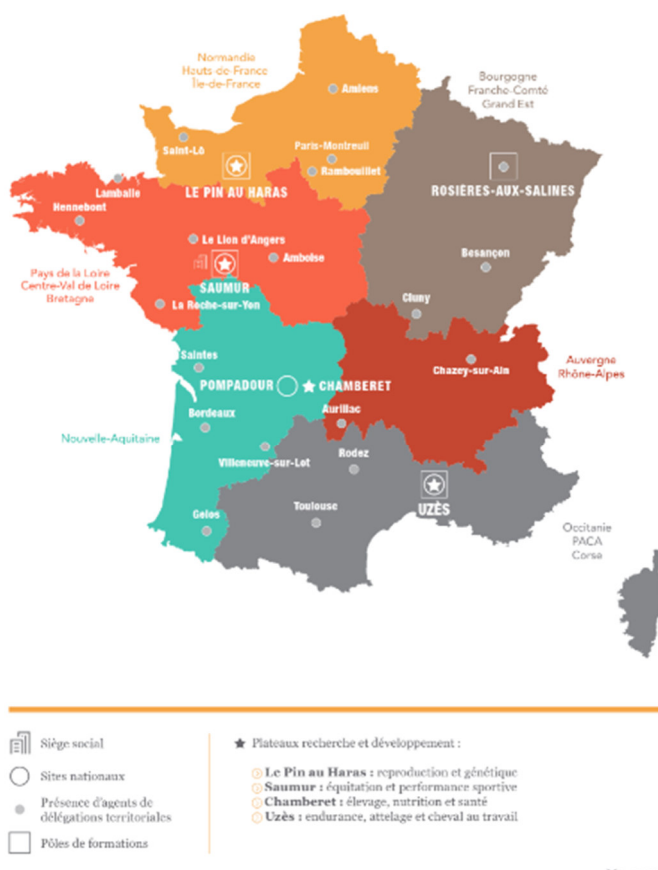 Normandie
Hauts-de-France
Île-de-France
Bourgogne
Franche-Comté
Grand Est
Amiens
Saint-Lô
Paris-Montreuil
Rambouillet
LE PIN AU HARAS
ROSIÈRES-AUX-SALINES
Lamballe
Hennebont
Le Lion d'Angers
Amboise
Besançon
Pays de la Loire
Centre-Val de Loire
Bretagne
SAUMUR
La Roche-sur-Yon
Cluny
Saintes
Chazey-sur-Ain
Auvergne
Rhône-Alpes
POMPADOUR
CHAMBERET
Bordeaux
Aurillac
Nouvelle-Aquitaine
Villeneuve-sur-Lot
Rodez
UZÈS
Gelos
Toulouse
Occitanie
PACA
Corse
Siège social
Sites nationaux
Présence d'agents de
délégations territoriales
Pôles de formations
Plateaux recherche et développement :
Le Pin au Haras : reproduction et génétique
Saumur : équitation et performance sportive
Chamberet : élevage, nutrition et santé
Uzès : endurance, attelage et cheval au travail